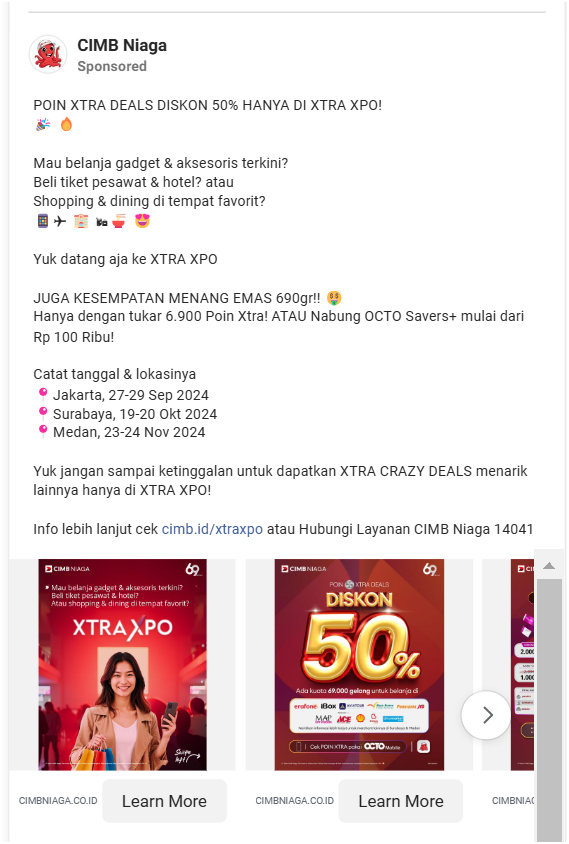 CIMB Niaga
Sponsored
POIN XTRA DEALS DISKON 50% HANYA DI XTRA XPO!
🎉 🔥
Mau belanja gadget & aksesoris terkini?
Beli tiket pesawat & hotel? atau
Shopping & dining di tempat favorit?
Yuk datang aja ke XTRA XPO
JUGA KESEMPATAN MENANG EMAS 690gr!! 🤑
Hanya dengan tukar 6.900 Poin Xtra! ATAU Nabung OCTO Savers+ mulai dari
Rp 100 Ribu!
Catat tanggal & lokasinya
📍 Jakarta, 27-29 Sep 2024
📍 Surabaya, 19-20 Okt 2024
📍 Medan, 23-24 Nov 2024
Yuk jangan sampai ketinggalan untuk dapatkan XTRA CRAZY DEALS menarik
lainnya hanya di XTRA XPO!
Info lebih lanjut cek cimb.id/xtraxpo atau Hubungi Layanan CIMB Niaga 14041
CIMB NIAGA
69
Mau belanja gadget & aksesoris terkini?
Beli tiket pesawat & hotel?
Atau shopping & dining di tempat favorit?
XTRA XPO
Swipe
left!
CIMB NIAGA
69
POIN XTRA DEALS
DISKON
50%
Ada kuota 69.000 gelang untuk belanja di
erafone iBox
MAP ACE
Cek POIN XTRA pakai OCTO Mobile
2.000
1.000
CIMBNIAGA.CO.ID
Learn More
CIMBNIAGA.CO.ID
Learn More
CIMBNIAG